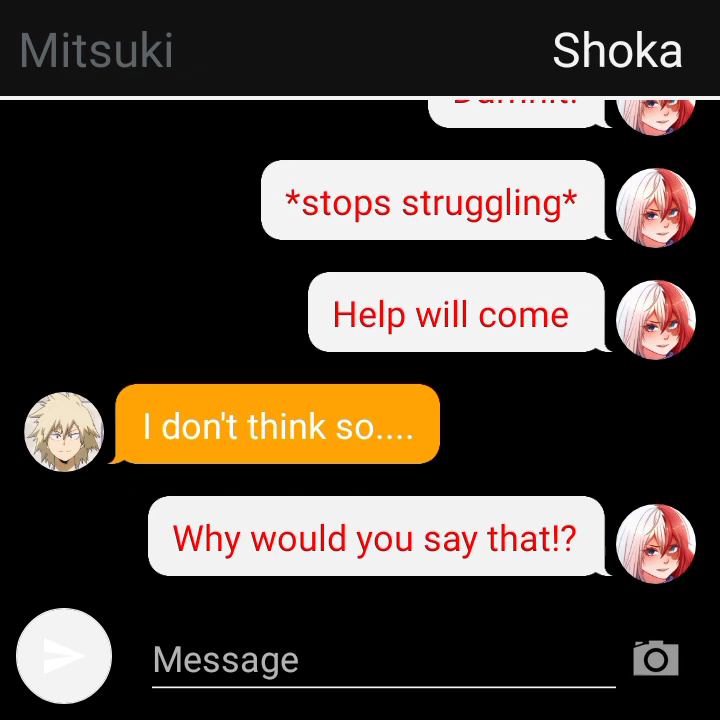 Mitsuki
Shoka
*stops struggling*
Help will come
I don't think so....
Why would you say that!?
Message